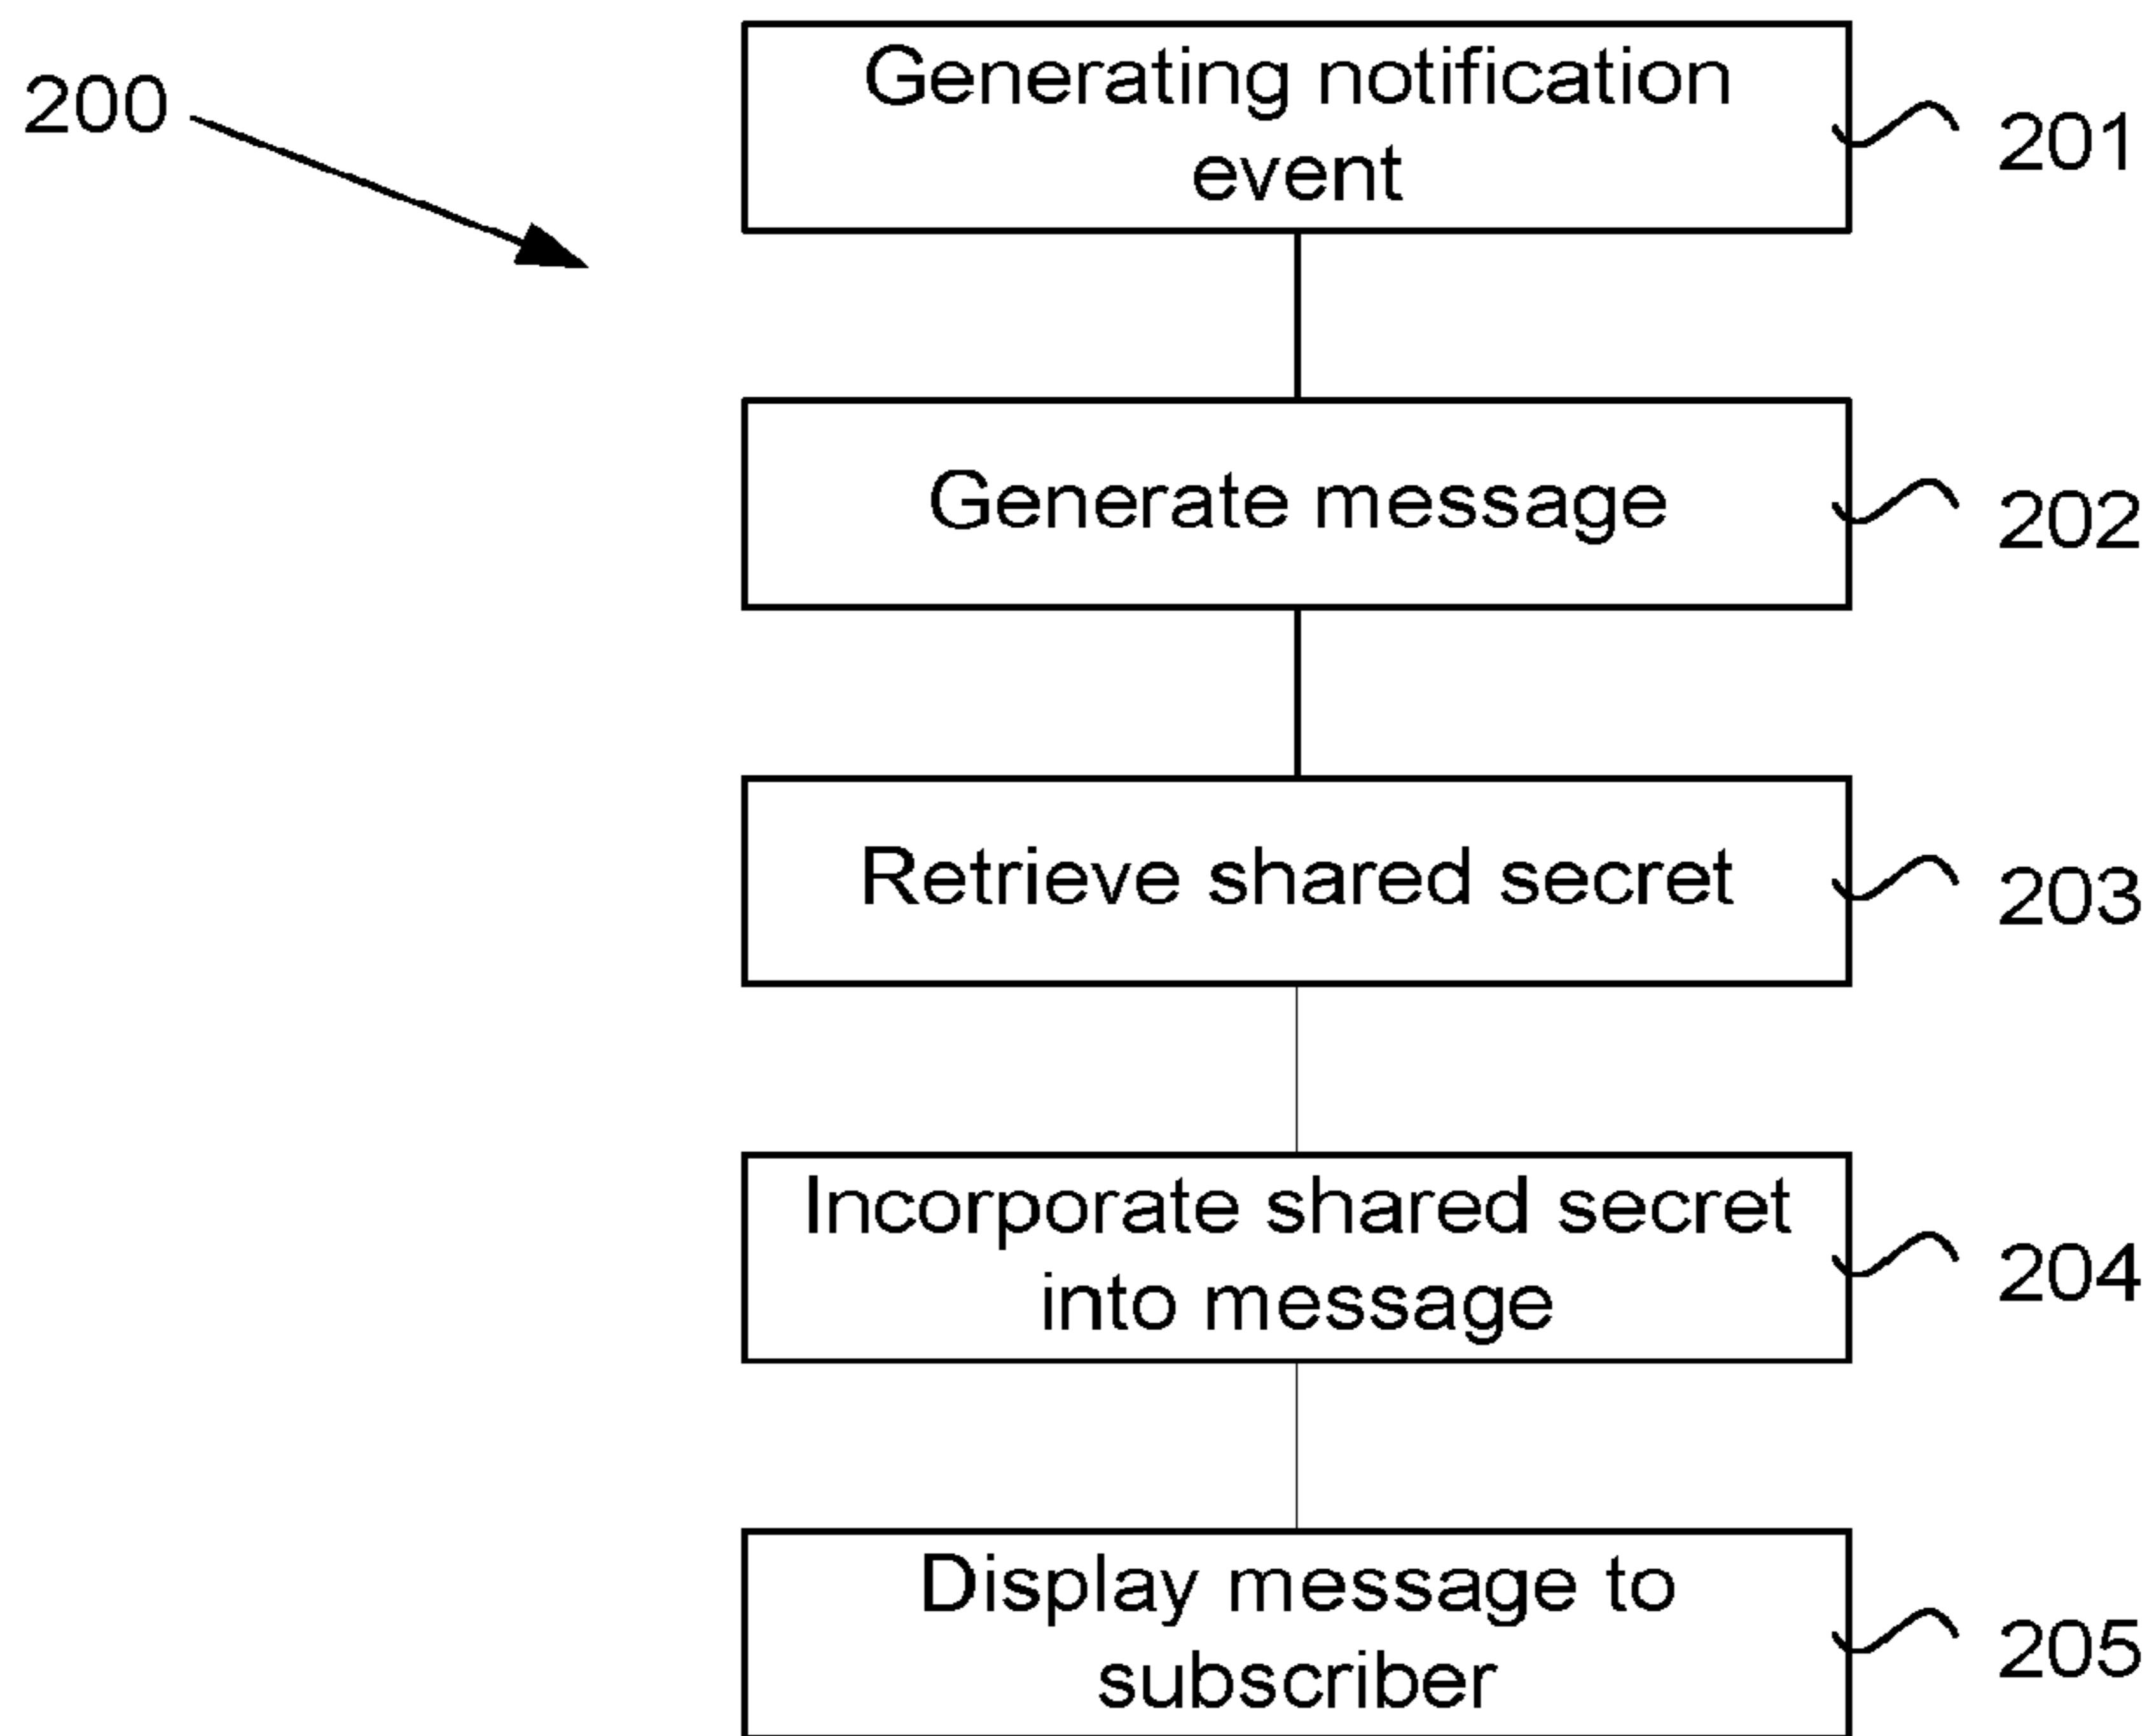 200
Generating notification
event
201
Generate message
202
Retrieve shared secret
203
Incorporate shared secret
into message
204
Display message to
subscriber
205